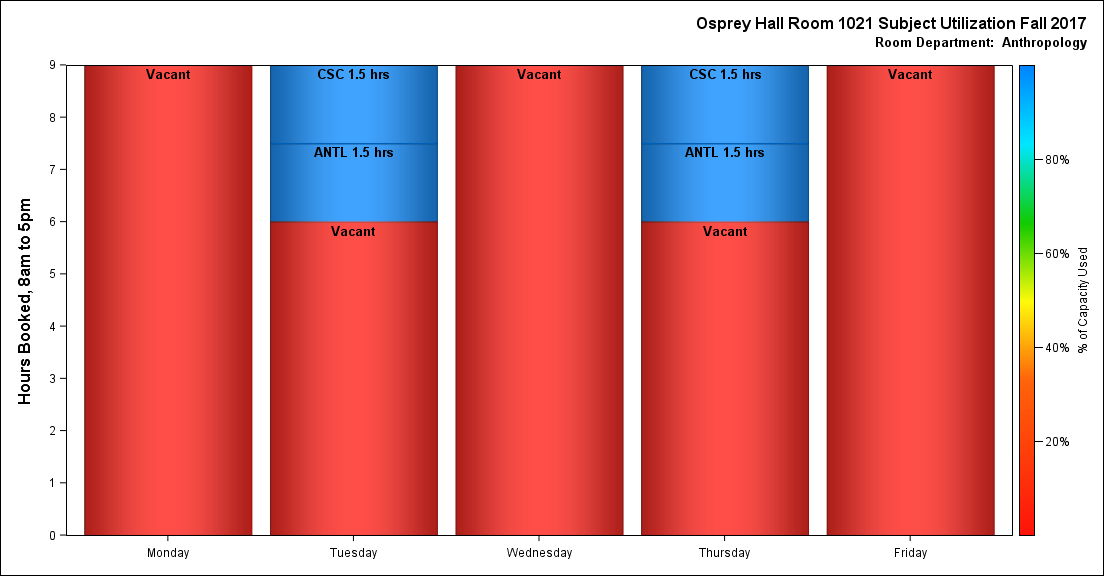 Osprey Hall Room 1021 Subject Utilization Fall 2017
Room Department: Anthropology
Hours Booked, 8am to 5pm
9
8
7
6
5
4
3
2
1
0
Vacant
CSC 1.5 hrs
ANTL 1.5 hrs
Vacant
Vacant
CSC 1.5 hrs
ANTL 1.5 hrs
Vacant
Vacant
Monday
Tuesday
Wednesday
Thursday
Friday
80%
60%
40%
20%
% of Capacity Used